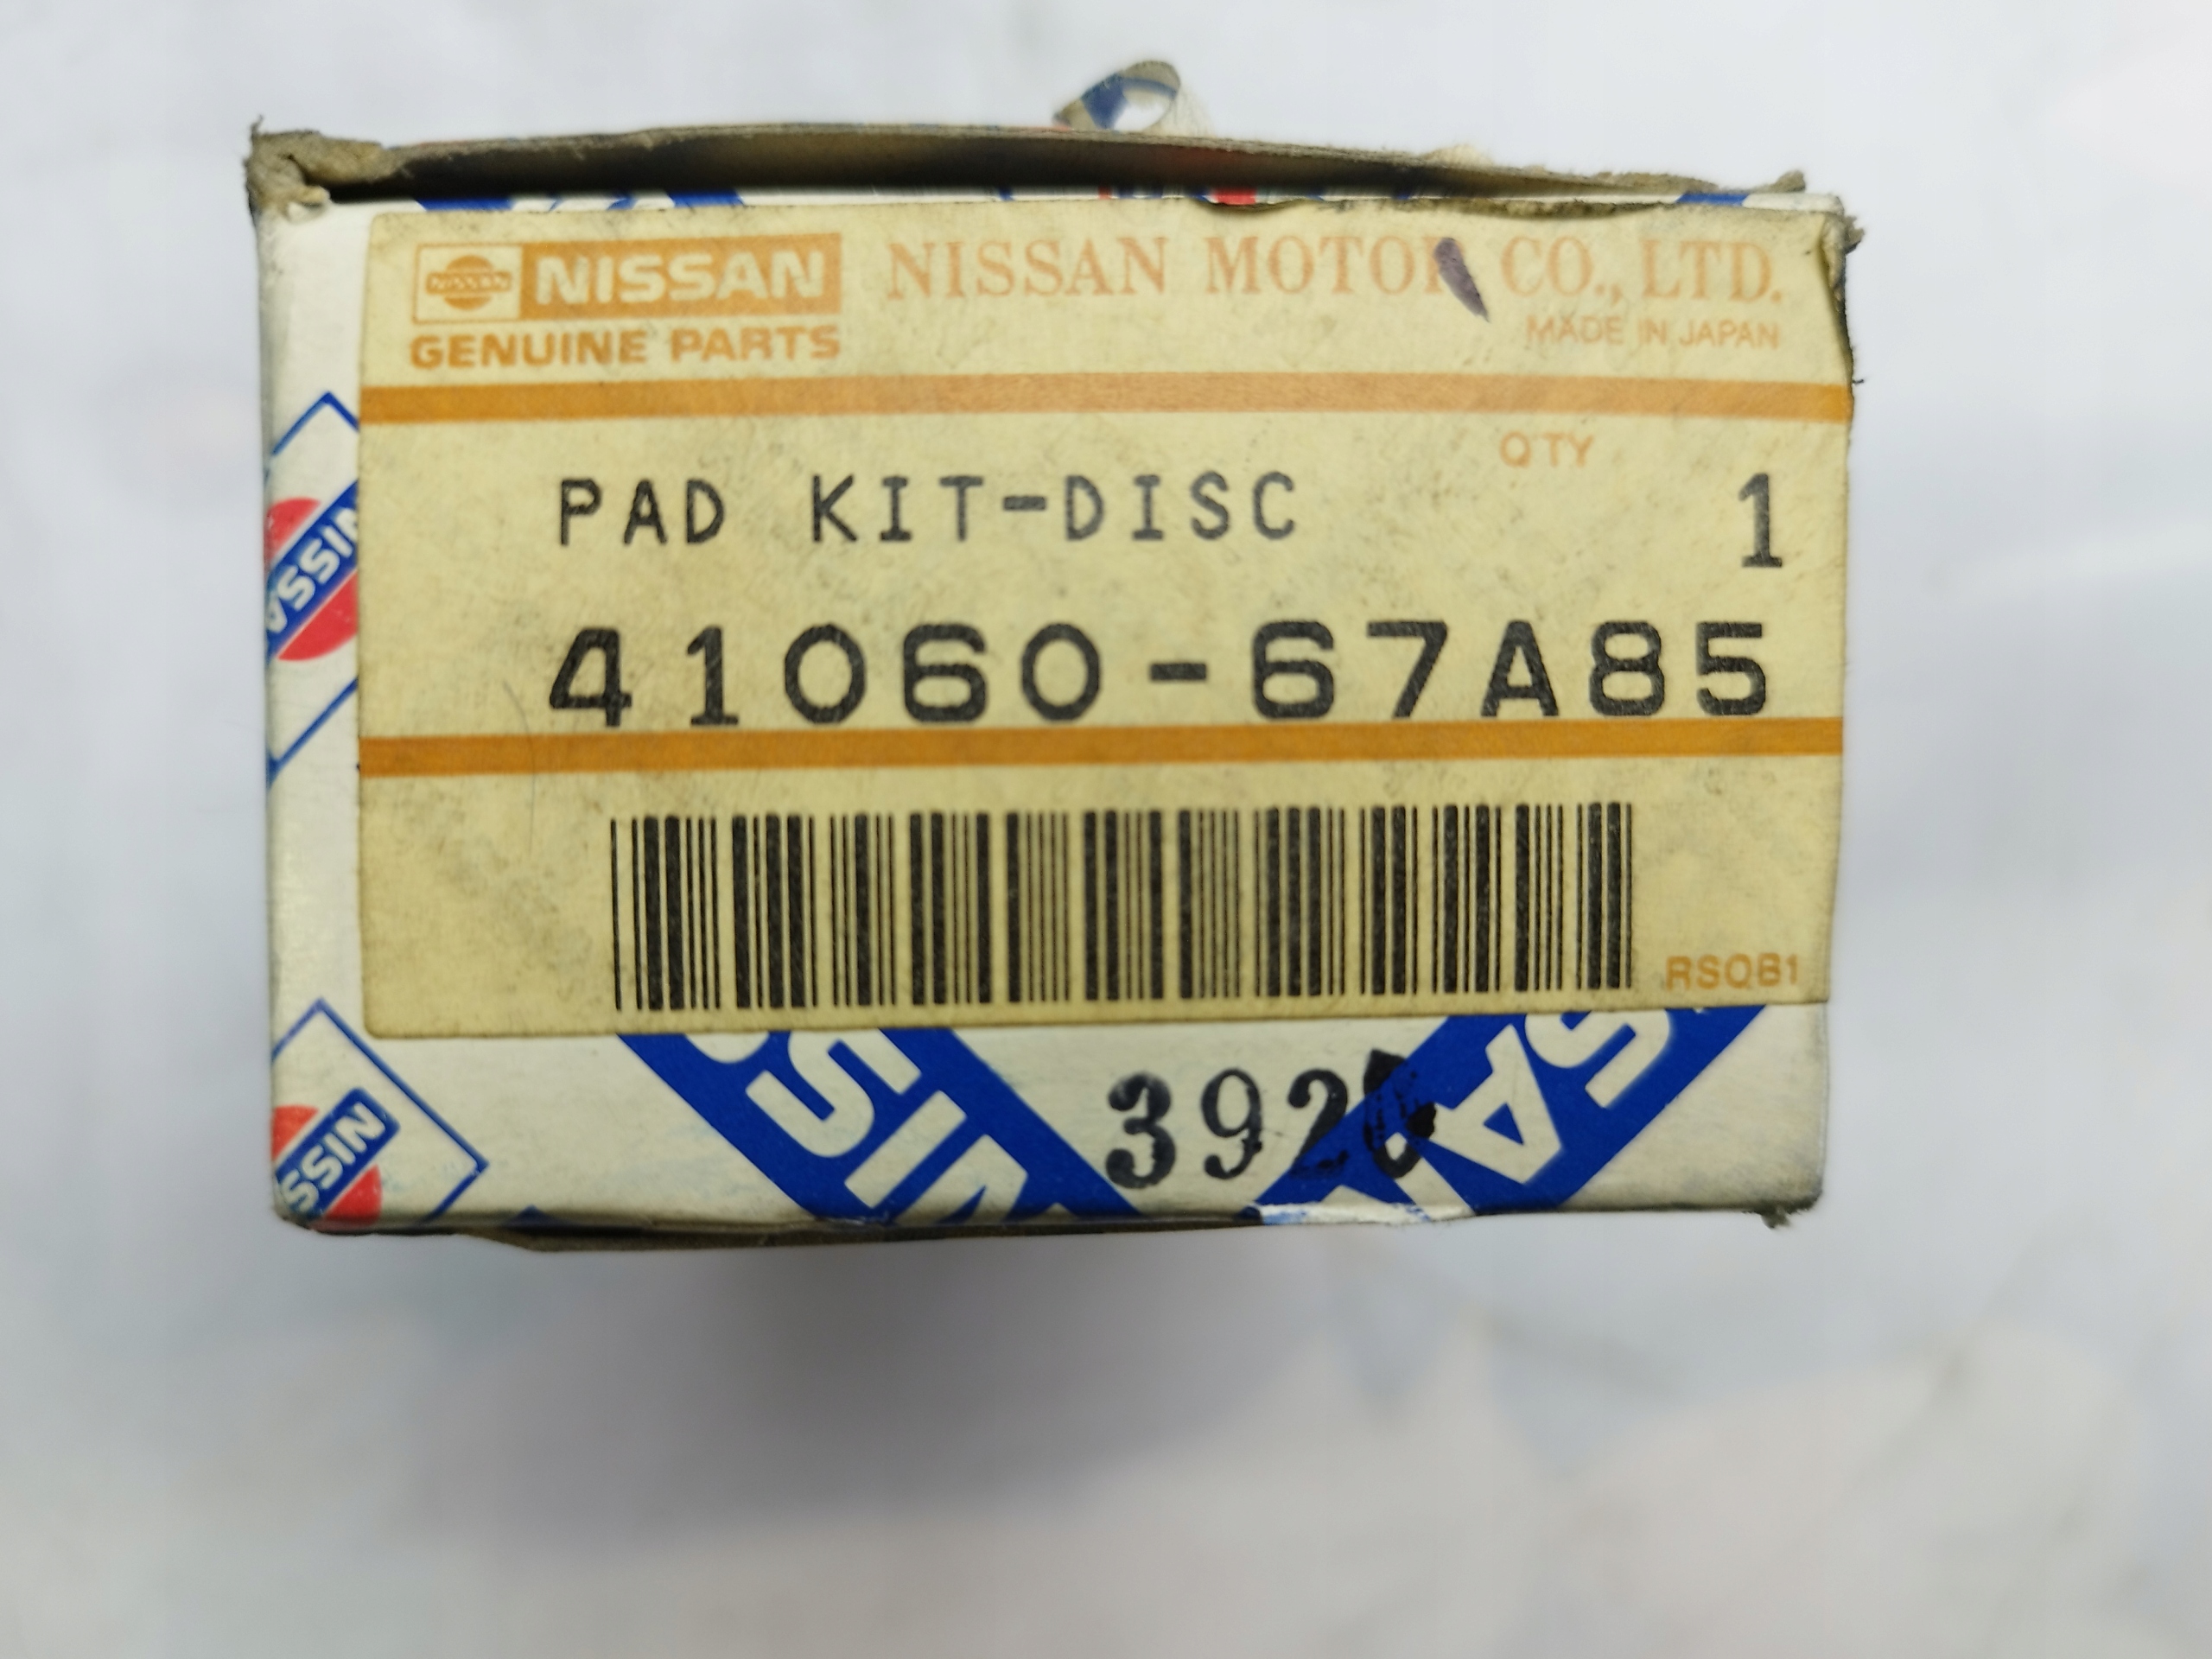 NISSAN
NISSAN
GENUINE PARTS
NISSAN MOTOR CO., LTD.
MADE IN JAPAN
QTY
PAD KIT-DISC
1
41060-67A85
RSQB1